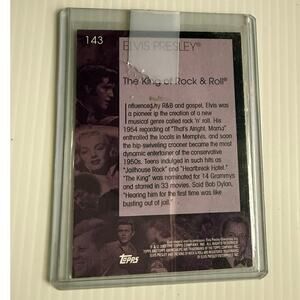 143
ELVIS PRESLEY®
The King of Rock & Roll®
Influenced by R&B and gospel, Elvis was
a pioneer in the creation of a new
musical genre called rock 'n' roll. His
1954 recording of "That's Alright, Mama"
enthralled the locals in Memphis, and soon
the hip-swiveling crooner became the most
dynamic entertainer of the conservative
1950s. Teens indulged in such hits as
"Jailhouse Rock" and "Heartbreak Hotel."
"The King" was nominated for 14 Grammys
and starred in 33 movies. Said Bob Dylan,
"Hearing him for the first time was like
busting out of jail."
TOPPS